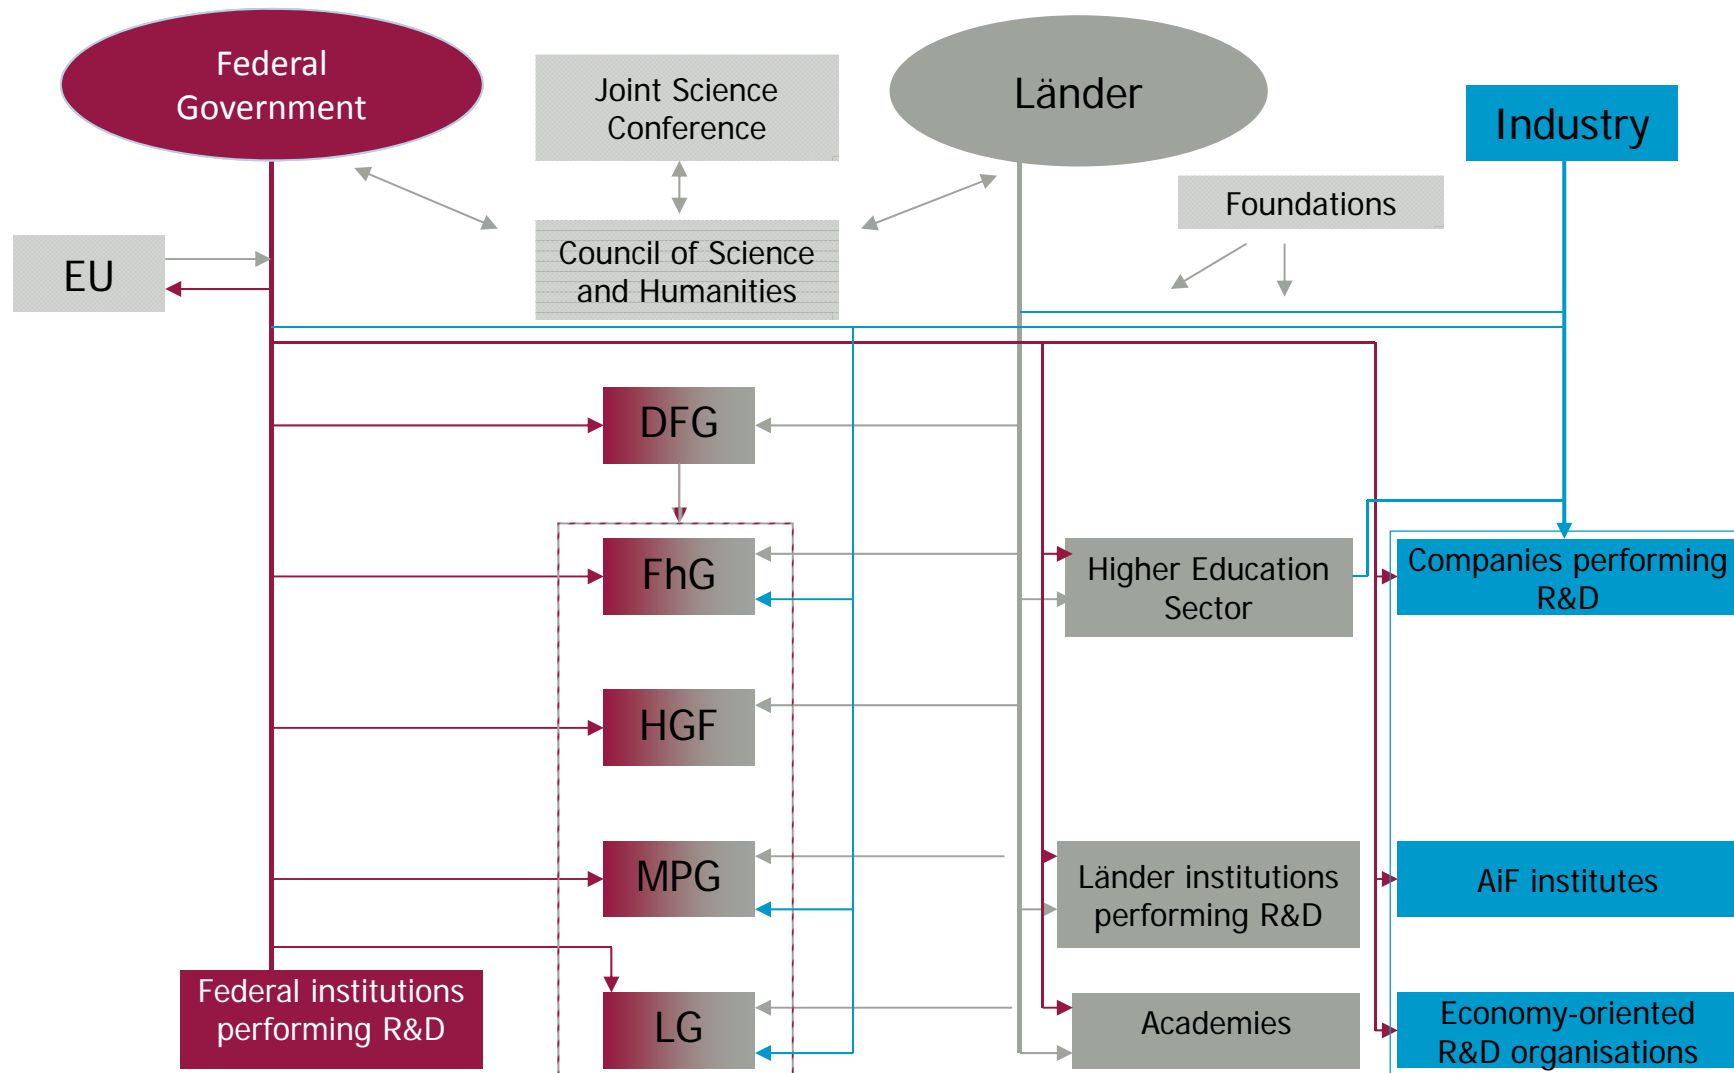 Federal
Government
Joint Science
Conference
Länder
Industry
Foundations
EU
Council of Science
and Humanities
DFG
FhG
Higher Education
Sector
Companies performing
R&D
HGF
MPG
Länder institutions
performing R&D
AiF institutes
Federal institutions
performing R&D
LG
Academies
Economy-oriented
R&D organisations